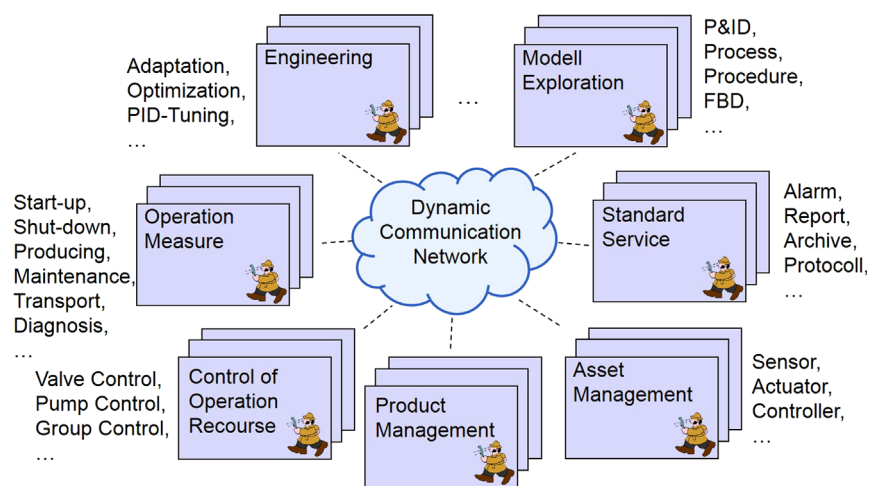 Engineering
Adaptation,
Optimization,
PID-Tuning,
…
…
Modell
Exploration
P&ID,
Process,
Procedure,
FBD,
…
Start-up,
Shut-down,
Producing,
Maintenance,
Transport,
Diagnosis,
…
Operation
Measure
Dynamic
Communication
Network
Standard
Service
Alarm,
Report,
Archive,
Protocoll,
…
Valve Control,
Pump Control,
Group Control,
…
Control of
Operation
Recourse
Product
Management
Asset
Management
Sensor,
Actuator,
Controller,
…